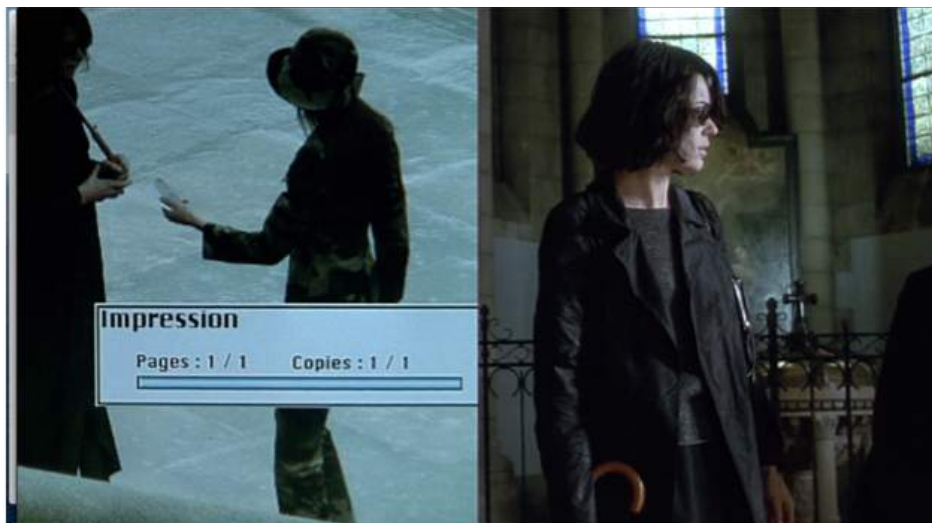 Impression
Pages : 1 / 1 Copies : 1 / 1